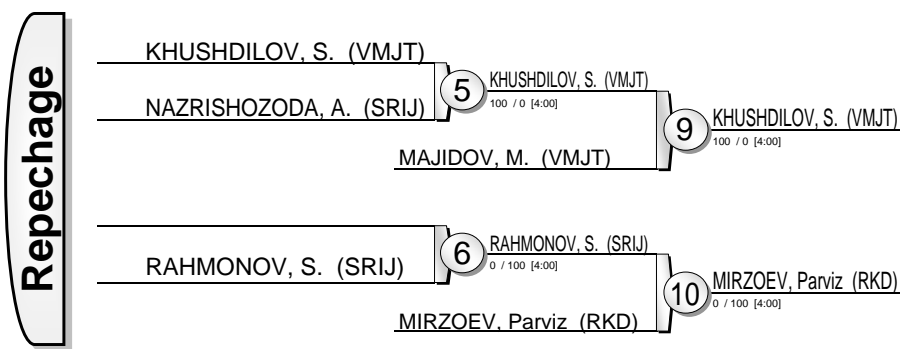 Repechage
KHUSHDILOV, S. (VMJT)
NAZRISHOZODA, A. (SRIJ)
5
KHUSHDILOV, S. (VMJT)
100 / 0 [4:00]
MAJIDOV, M. (VMJT)
9
KHUSHDILOV, S. (VMJT)
100 / 0 [4:00]
RAHMONOV, S. (SRIJ)
6
RAHMONOV, S. (SRIJ)
0 / 100 [4:00]
MIRZOEV, Parviz (RKD)
10
MIRZOEV, Parviz (RKD)
0 / 100 [4:00]